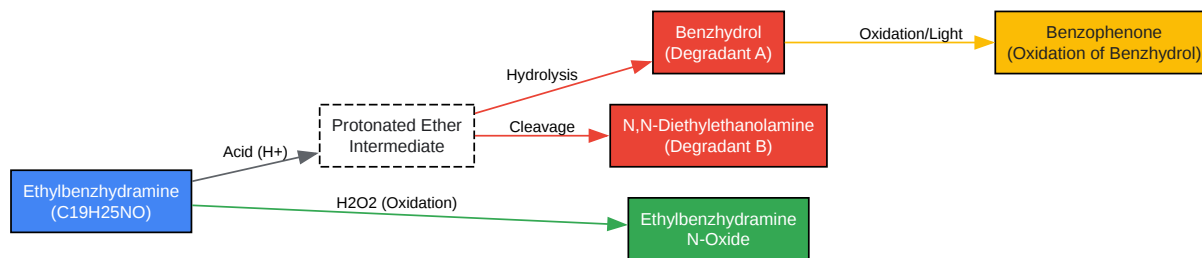 Benzhydrol
(Degradant A)
Oxidation/Light
Benzophenone
(Oxidation of Benzhydrol)
Hydrolysis
Protonated Ether
Intermediate
Cleavage
N,N-Diethylethanolamine
(Degradant B)
Acid (H+)
Ethylbenzhydramine
(C19H25NO)
H2O2 (Oxidation)
Ethylbenzhydramine
N-Oxide